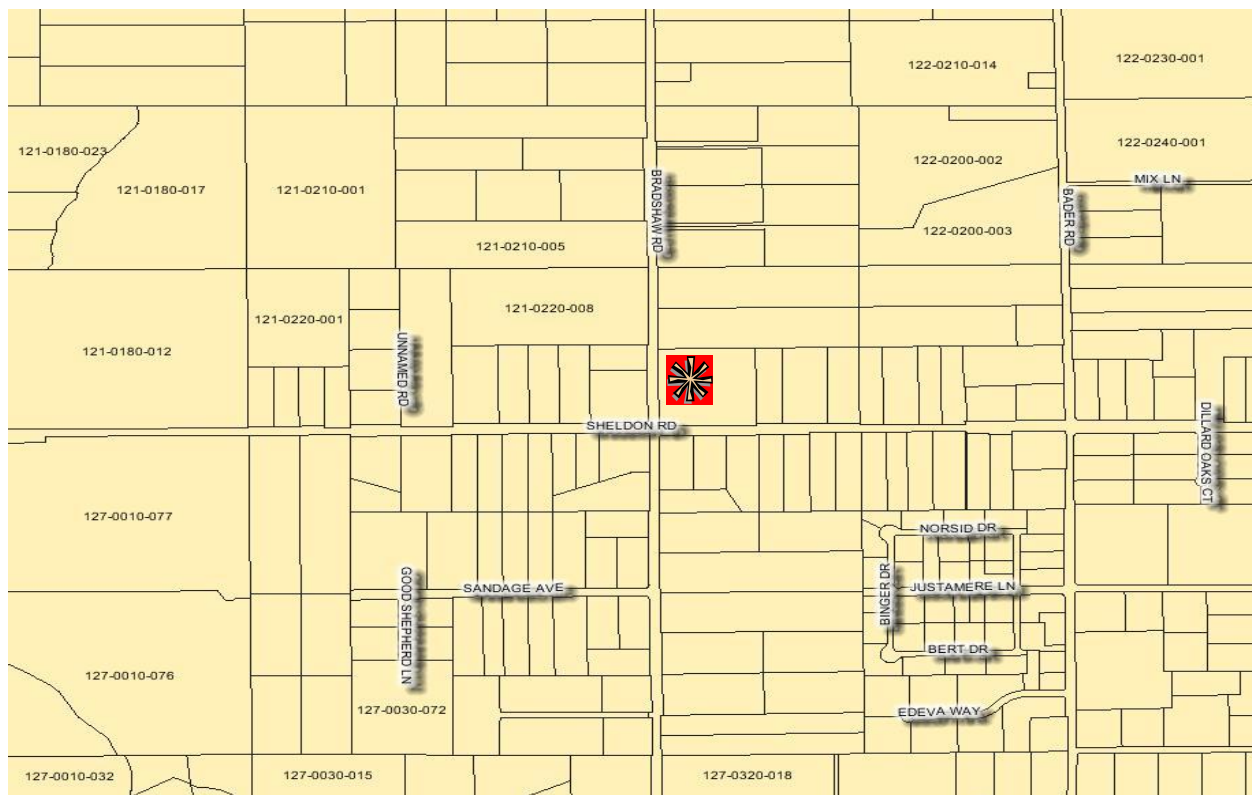 122-0210-014
122-0230-001
121-0180-023
122-0240-001
122-0200-002
MIX LN
121-0180-017
121-0210-001
BRADSHAW RD
BADER RD
122-0200-003
121-0210-005
121-0220-008
121-0220-001
121-0180-012
UNNAMED RD
SHELDON RD
DILLARD OAKS CT
127-0010-077
NORSID DR
SANDAGE AVE
JUSTAMERE LN
BINGER DR
GOOD SHEPHERD LN
BERT DR
127-0010-076
127-0030-072
EDEVA WAY
127-0010-032
127-0030-015
127-0320-018